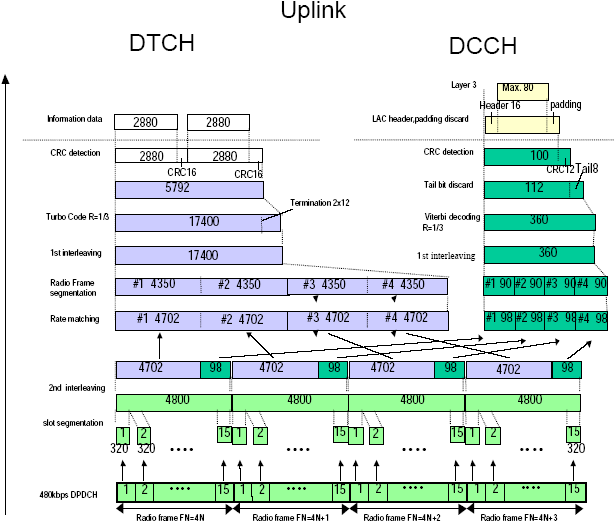 Uplink
DTCH DCCH
Layer 3 Max. 80
Header 16 padding
Information data 2880 2880 LAC header,padding discard
CRC detection 2880 2880 CRC detection 100
CRC16 CRC16 CRC12 Tail8
5792 Tail bit discard 112
Termination 2x12
Turbo Code R=1/3 17400 Viterbi decoding R=1/3 360
1st interleaving 17400 1st interleaving 360
Radio Frame segmentation #1 4350 #2 4350 #3 4350 #4 4350 #1 90 #2 90 #3 90 #4 90
Rate matching #1 4702 #2 4702 #3 4702 #4 4702 #1 98 #2 98 #3 98 #4 98
4702 98 4702 98 4702 98 4702 98
2nd interleaving 4800 4800 4800 4800
slot segmentation
1 2 15 1 2 15 1 2 15 1 2 15
320 320 320
480kbps DPDCH 1 2 15 1 2 15 1 2 15 1 2 15
Radio frame FN=4N Radio frame FN=4N+1 Radio frame FN=4N+2 Radio frame FN=4N+3